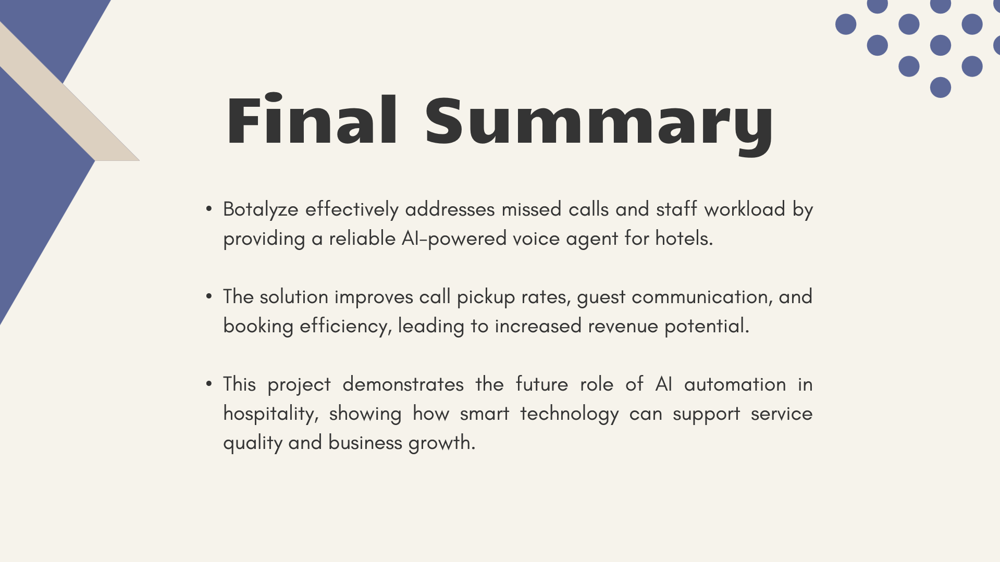 Final Summary
• Botalyze effectively addresses missed calls and staff workload by
providing a reliable AI-powered voice agent for hotels.
• The solution improves call pickup rates, guest communication, and
booking efficiency, leading to increased revenue potential.
• This project demonstrates the future role of AI automation in
hospitality, showing how smart technology can support service
quality and business growth.